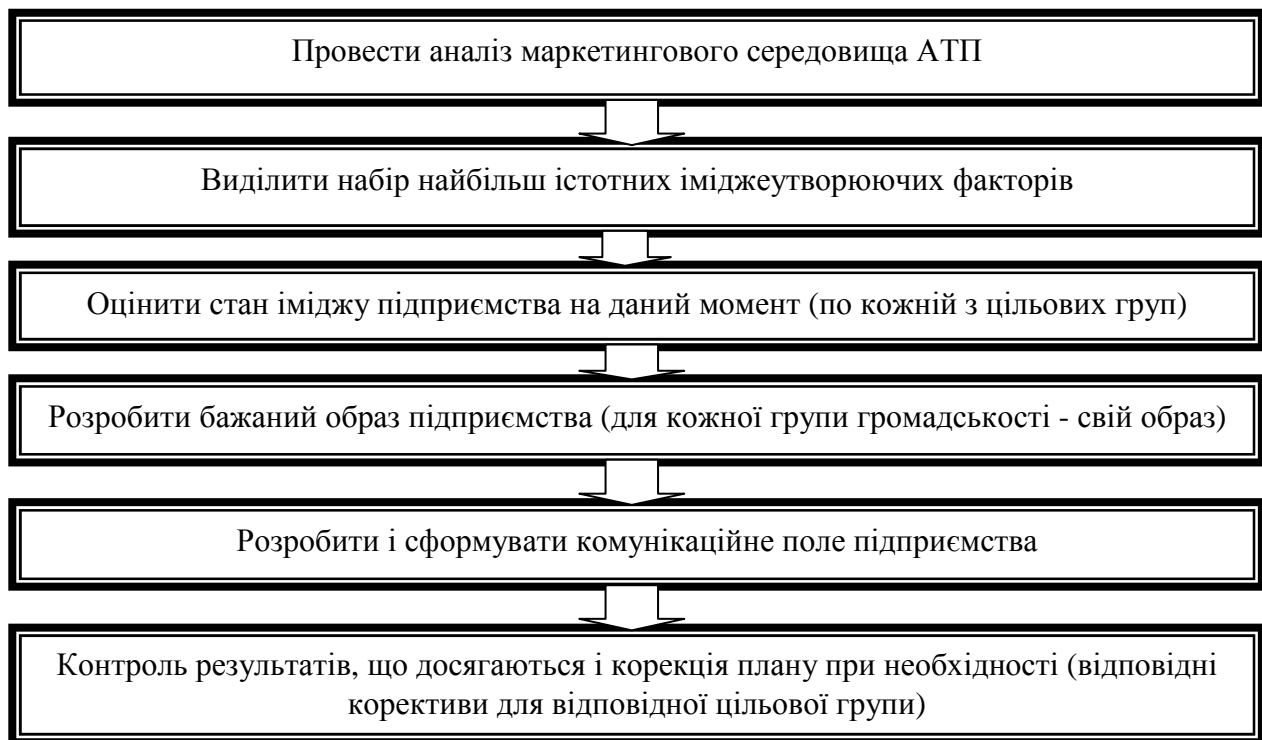 Провести аналіз маркетингового середовища АТП
Виділити набір найбільш істотних іміджеутворюючих факторів
Оцінити стан іміджу підприємства на даний момент (по кожній з цільових груп)
Розробити бажаний образ підприємства (для кожної групи громадськості - свій образ)
Розробити і сформувати комунікаційне поле підприємства
Контроль результатів, що досягаються і корекція плану при необхідності (відповідні
корективи для відповідної цільової групи)